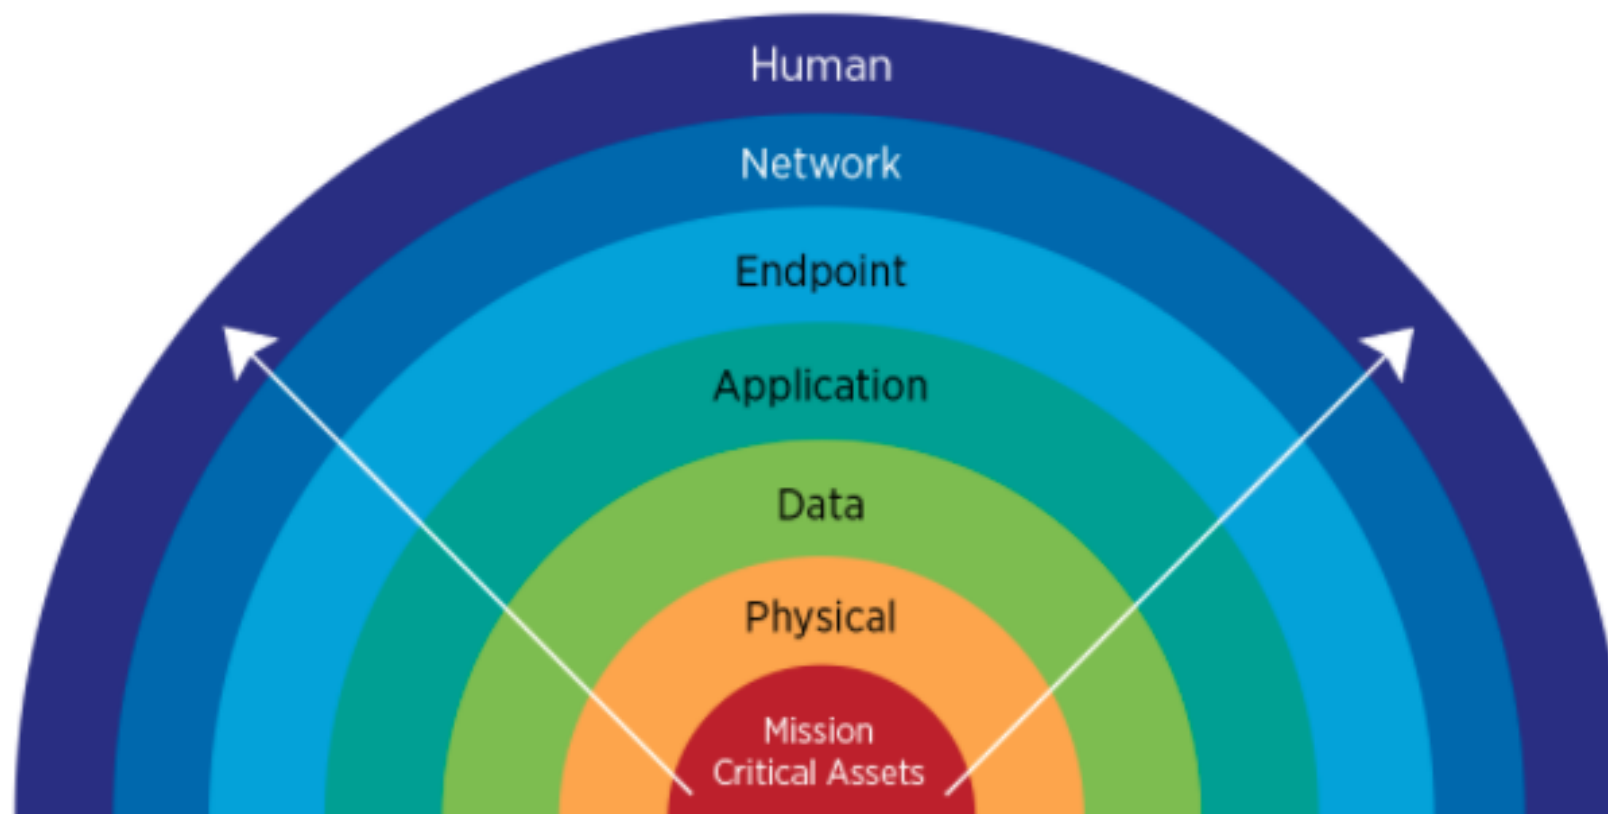 Human
Network
Endpoint
Application
Data
Physical
Mission
Critical Assets